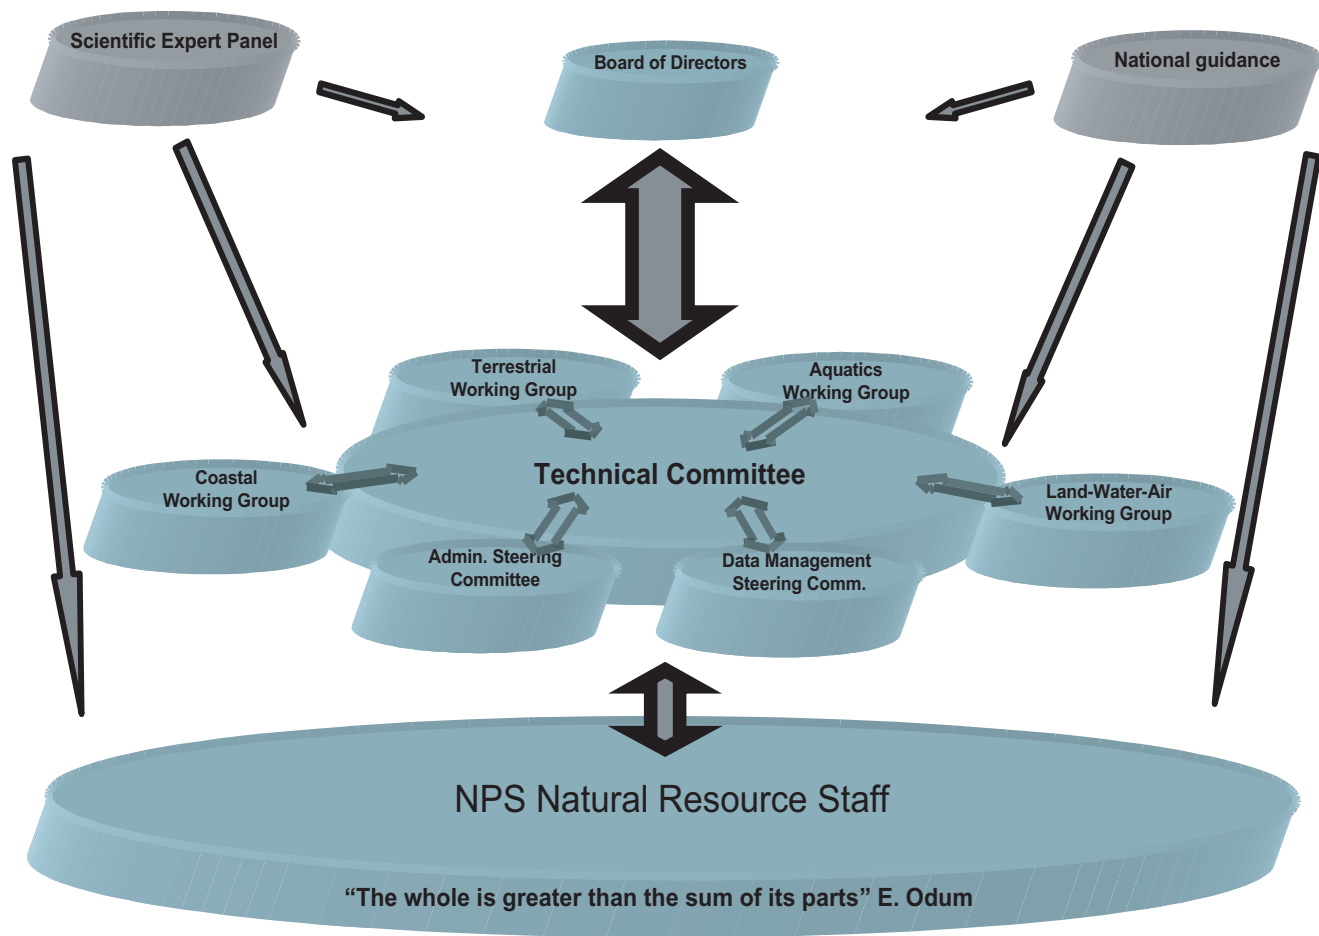 Scientific Expert Panel
Board of Directors
National guidance
Terrestrial
Working Group
Aquatics
Working Group
Technical Committee
Coastal
Working Group
Land-Water-Air
Working Group
Admin. Steering
Committee
Data Management
Steering Comm.
NPS Natural Resource Staff
“The whole is greater than the sum of its parts” E. Odum